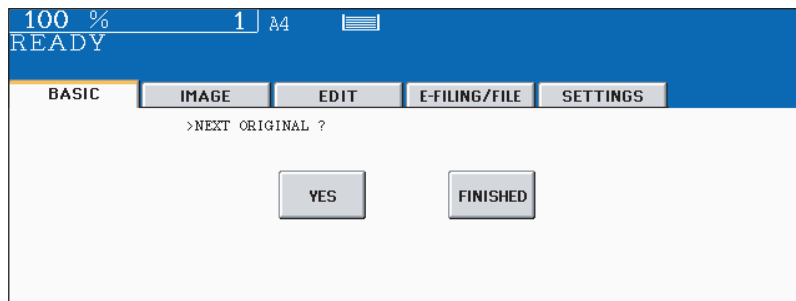 100 % 1 A4
READY
BASIC IMAGE EDIT E-FILING/FILE SETTINGS
>NEXT ORIGINAL ?
YES FINISHED